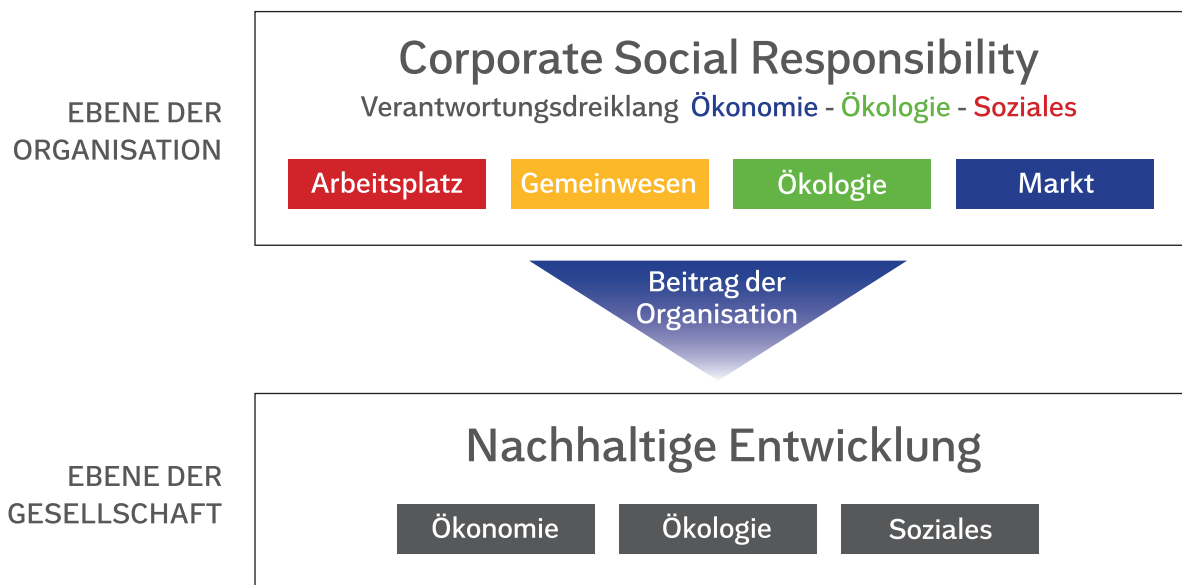 EBENE DER
ORGANISATION
Corporate Social Responsibility
Verantwortungsdreiklang Ökonomie - Ökologie - Soziales
Arbeitsplatz
Gemeinwesen
Ökologie
Markt
Beitrag der
Organisation
EBENE DER
GESELLSCHAFT
Nachhaltige Entwicklung
Ökonomie
Ökologie
Soziales